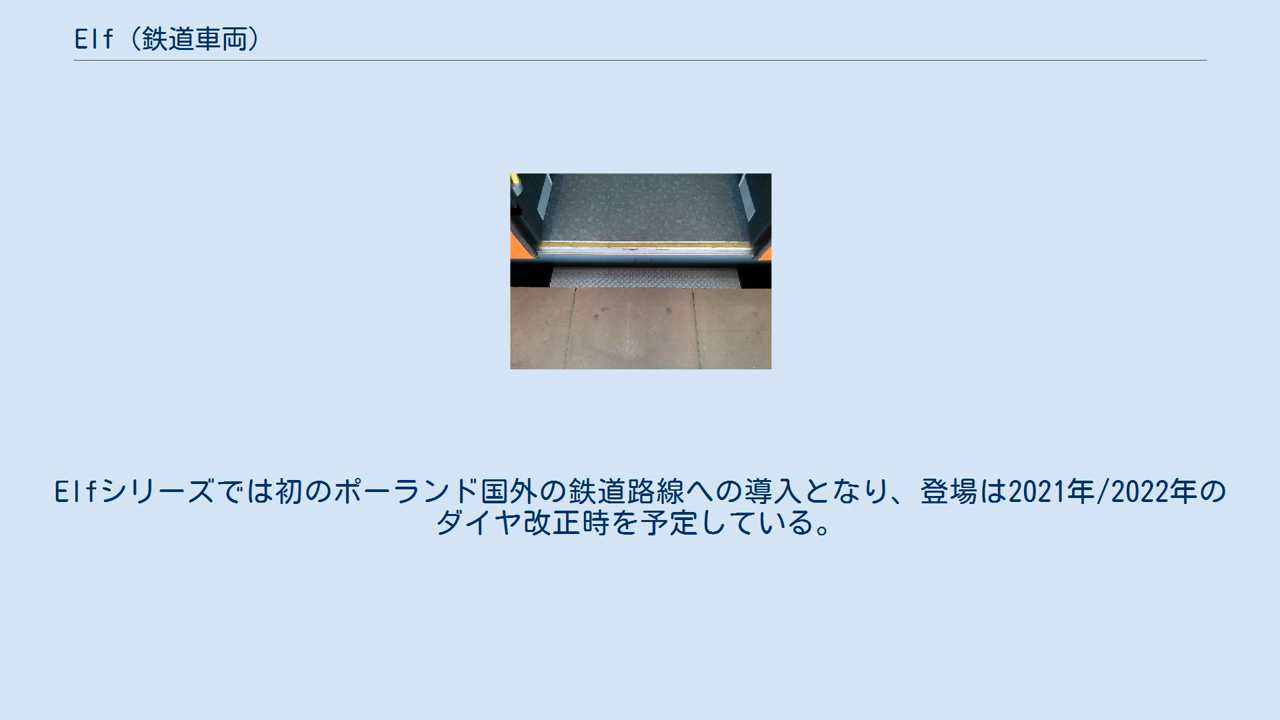 Elf（鉄道車両）
Elfシリーズでは初のポーランド国外の鉄道路線への導入となり、登場は2021年/2022年の
ダイヤ改正時を予定している。